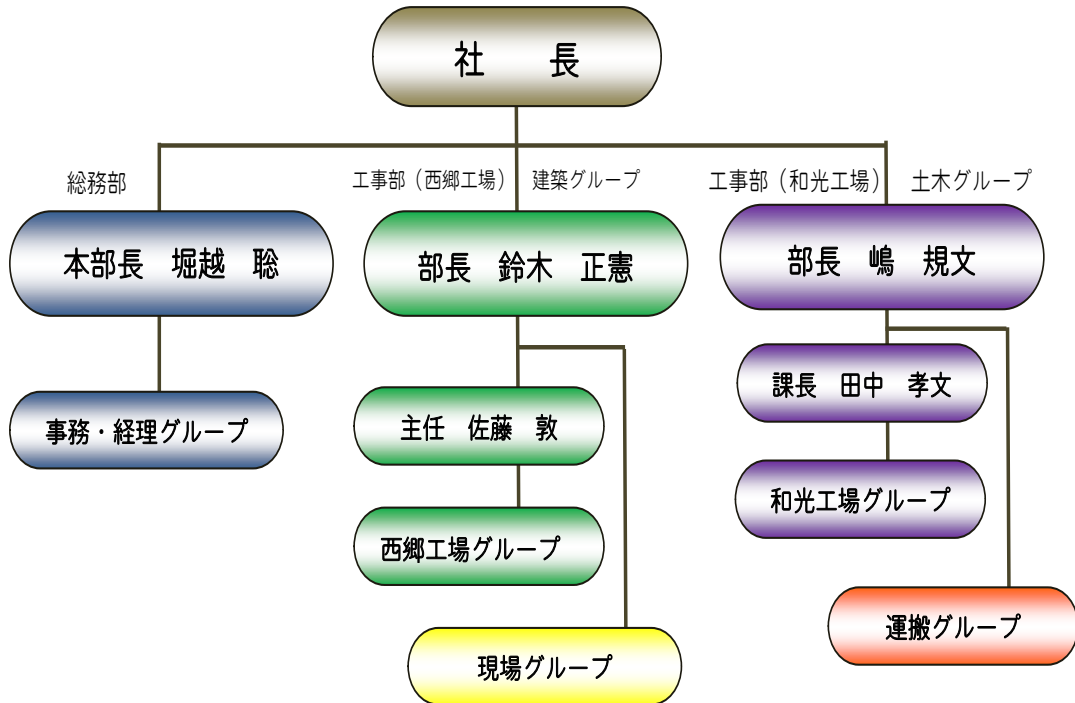 社　　長
総務部
工事部（西郷工場）　建築グループ
工事部（和光工場）　土木グループ
本部長　堀越　聡
部長　鈴木　正憲
部長　嶋　規文
事務・経理グループ
主任　佐藤　敦
課長　田中　孝文
西郷工場グループ
和光工場グループ
現場グループ
運搬グループ